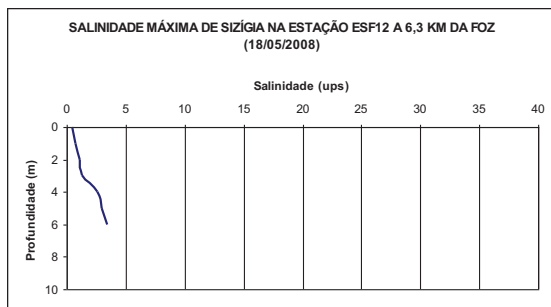 SALINIDADE MÁXIMA DE SIZÍGIA NA ESTAÇÃO ESF12 A 6,3 KM DA FOZ
(18/05/2008)
Salinidade (ups)
0 5 10 15 20 25 30 35 40
Profundidade (m)
0
2
4
6
8
10